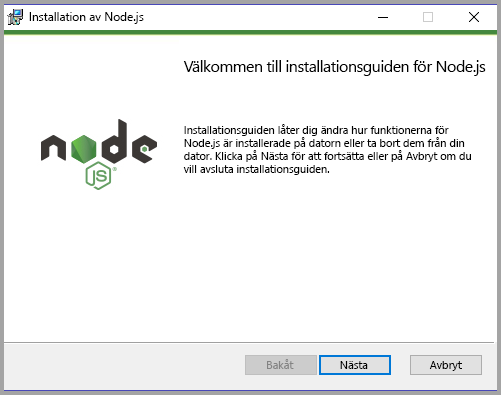 Installation av Node.js
Välkommen till installationsguiden för Node.js
node
JS
Installationsguiden låter dig ändra hur funktionerna för
Node.js är installerade på datorn eller ta bort dem från din
dator. Klicka på Nästa för att fortsätta eller på Avbryt om du
vill avsluta installationsguiden.
Bakåt
Nästa
Avbryt